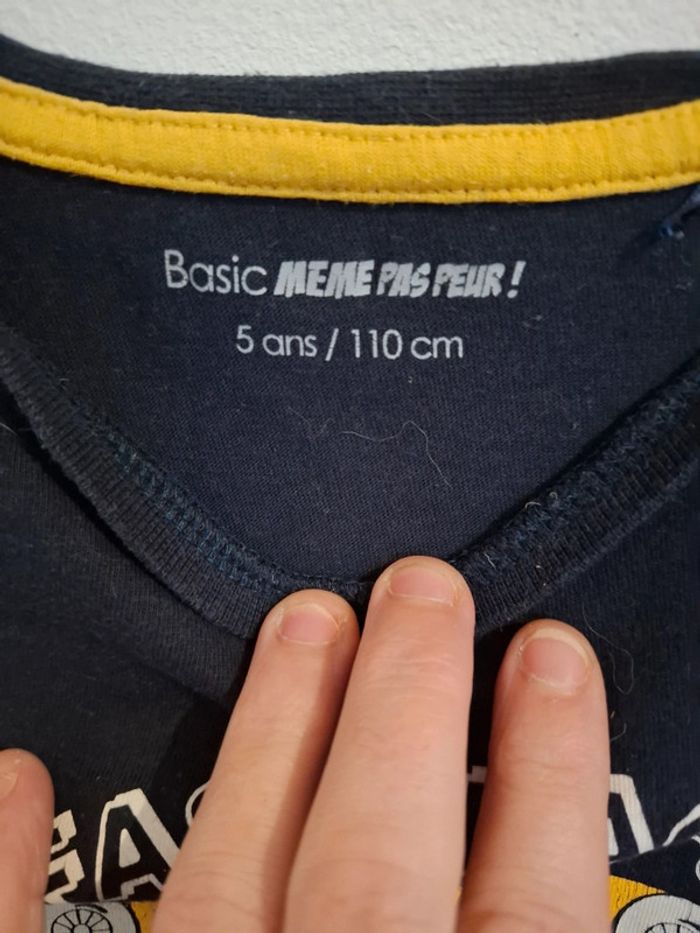 Basic MEME PAS PEUR !
5 ans / 110 cm